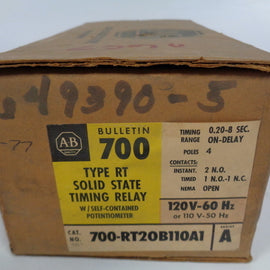 49390-5
-77
A-B
BULLETIN
700
TYPE RT
SOLID STATE
TIMING RELAY
W/SELF-CONTAINED
POTENTIOMETER
TIMING RANGE 0.20-8 SEC. ON-DELAY
POLES 4
CONTACTS:
INSTANT. 2 N.O.
TIMED 1 N.O.-1 N.C.
NEMA OPEN
120V-60 Hz
or 110 V-50 Hz
CAT. NO. 700-RT20B110A1 SERIES A